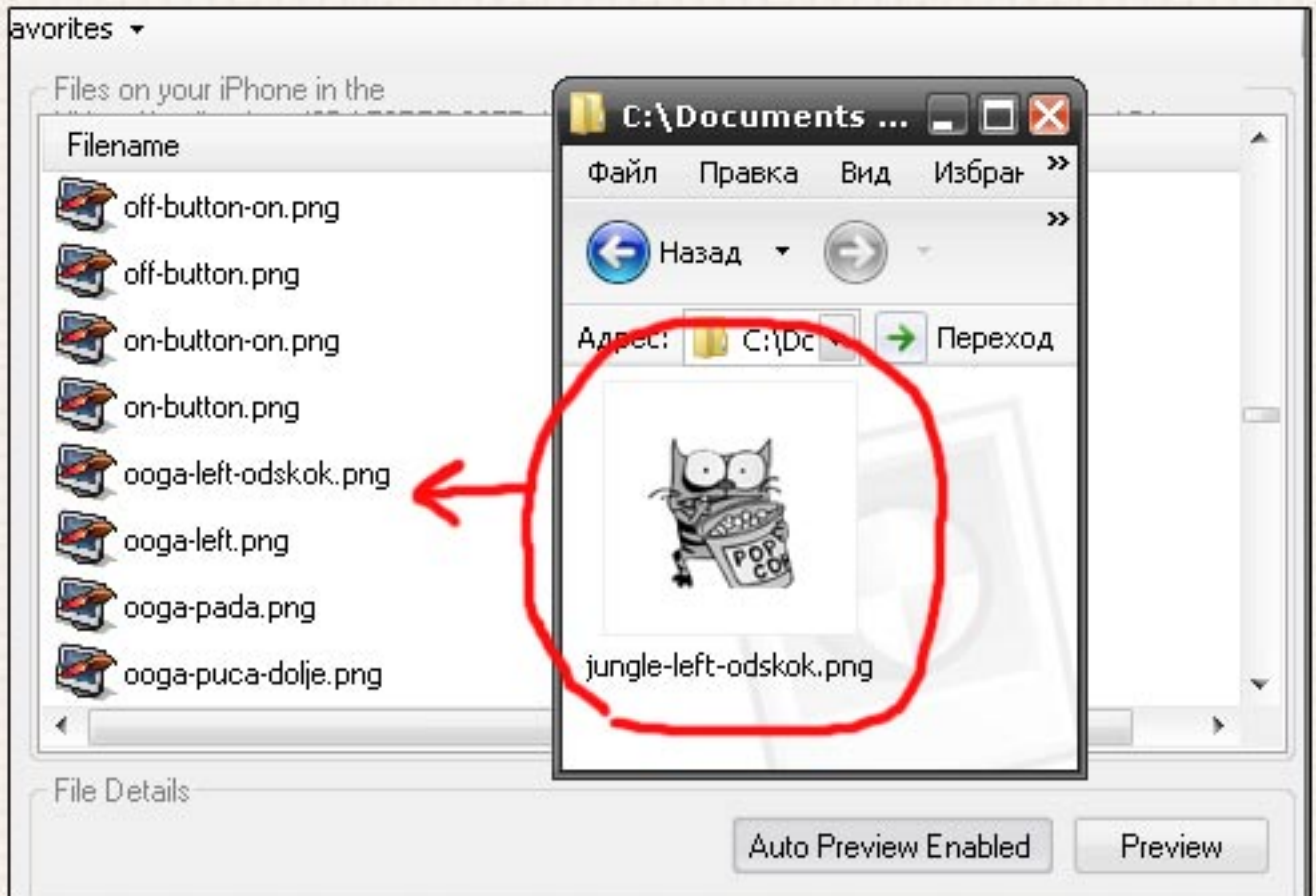 avorites
Files on your iPhone in the
Filename
off-button-on.png
off-button.png
on-button-on.png
on-button.png
ooga-left-odskok.png
ooga-left.png
ooga-pada.png
ooga-puca-dolje.png
File Details
Auto Preview Enabled
Preview
C:\Documents ...
Файл Правка Вид Избран »
Назад »
Адрес: C:\Dc Переход
POP
CO
jungle-left-odskok.png